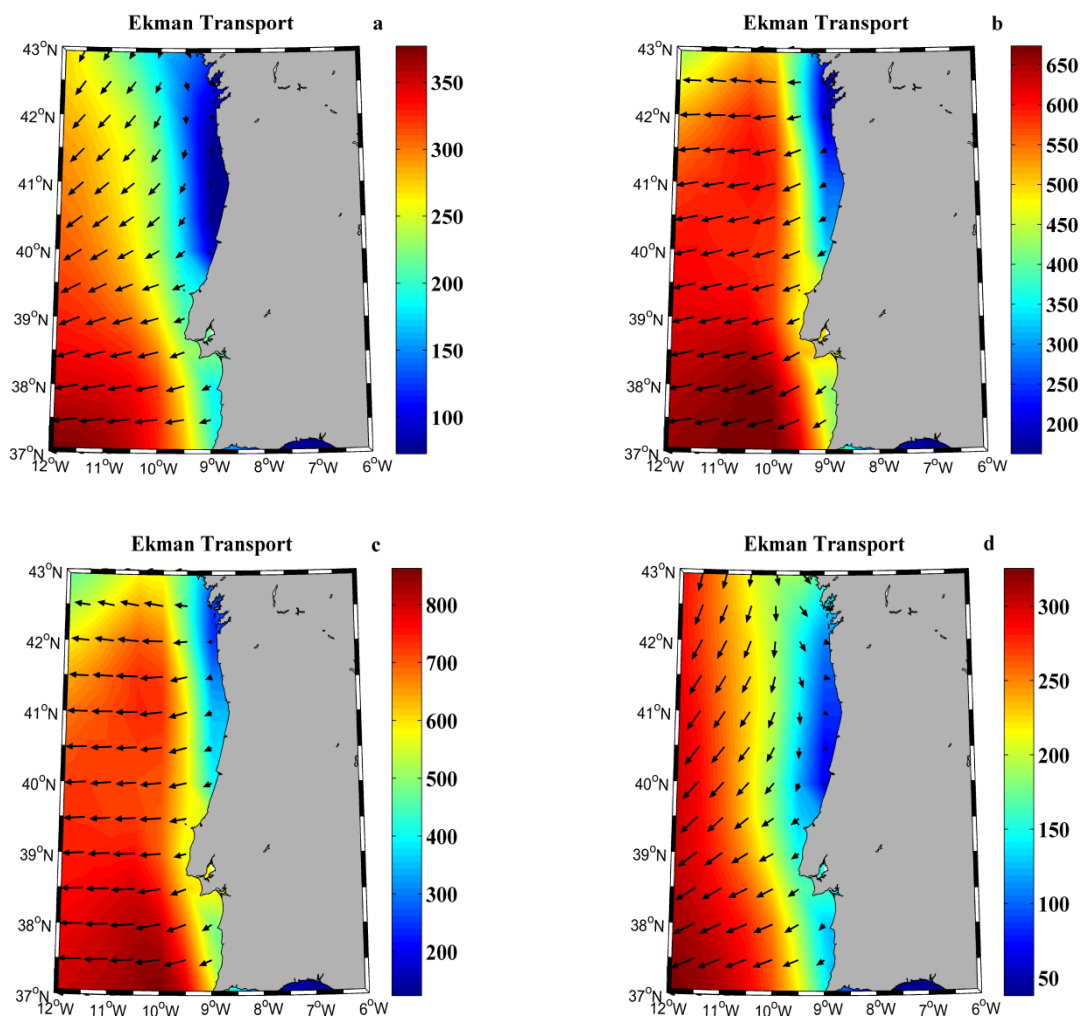 Ekman Transport a
43°N
42°N
41°N
40°N
39°N
38°N
37°N
12°W 11°W 10°W 9°W 8°W 7°W 6°W
350
300
250
200
150
100
Ekman Transport b
43°N
42°N
41°N
40°N
39°N
38°N
37°N
12°W 11°W 10°W 9°W 8°W 7°W 6°W
650
600
550
500
450
400
350
300
250
200
Ekman Transport c
43°N
42°N
41°N
40°N
39°N
38°N
37°N
12°W 11°W 10°W 9°W 8°W 7°W 6°W
800
700
600
500
400
300
200
Ekman Transport d
43°N
42°N
41°N
40°N
39°N
38°N
37°N
12°W 11°W 10°W 9°W 8°W 7°W 6°W
300
250
200
150
100
50